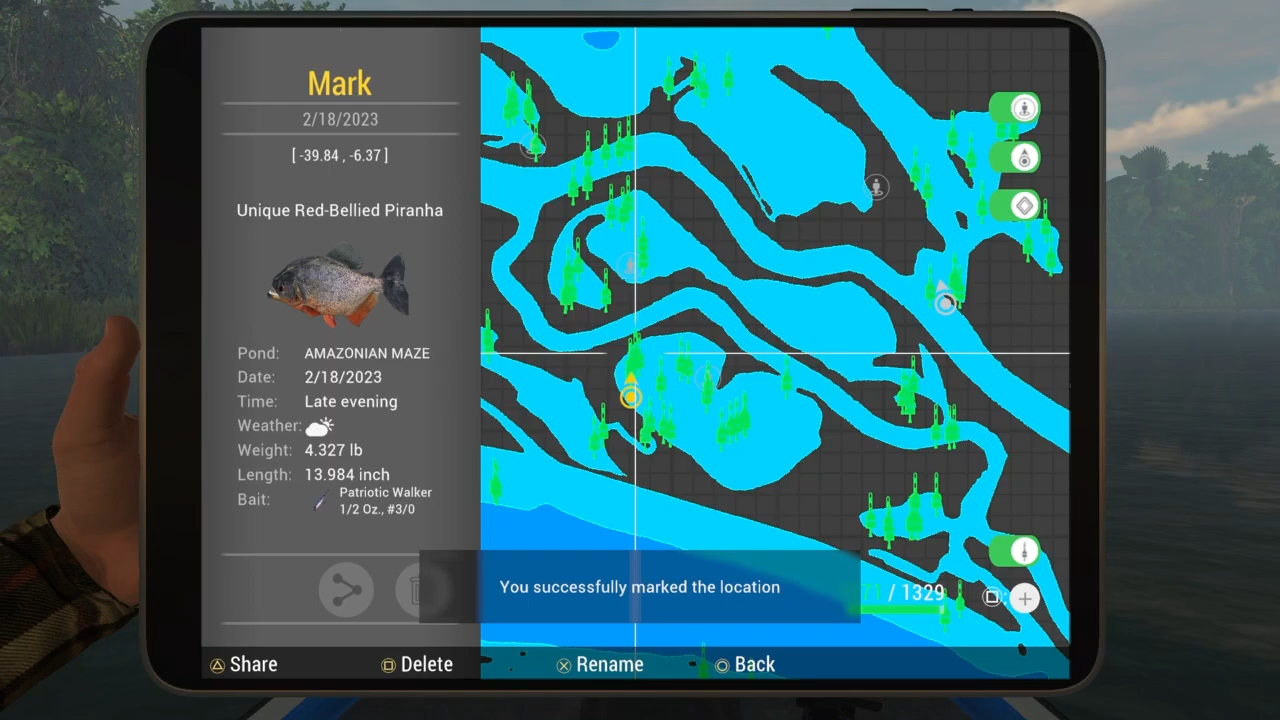 Mark
2/18/2023
[ -39.84 , -6.37 ]
Unique Red-Bellied Piranha
Pond: AMAZONIAN MAZE
Date: 2/18/2023
Time: Late evening
Weather:
Weight: 4.327 lb
Length: 13.984 inch
Bait: Patriotic Walker
1/2 Oz., #3/0
You successfully marked the location
/ 1329
Share
Delete
Rename
Back